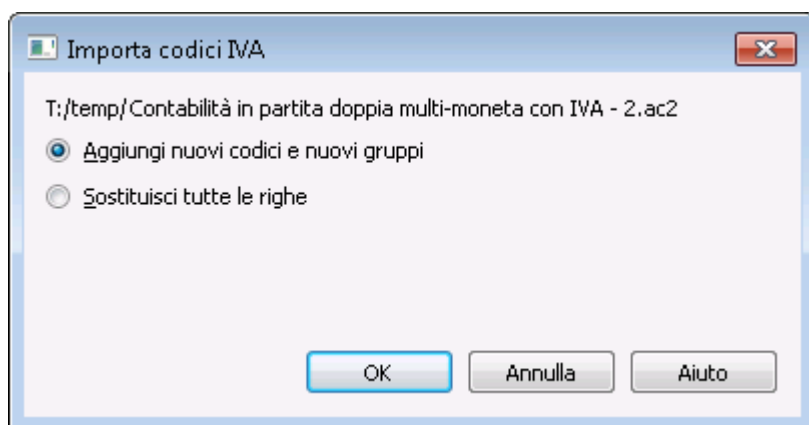 Importa codici IVA
T:/temp/Contabilità in partita doppia multi-moneta con IVA - 2.ac2
Aggiungi nuovi codici e nuovi gruppi
Sostituisci tutte le righe
OK Annulla Aiuto